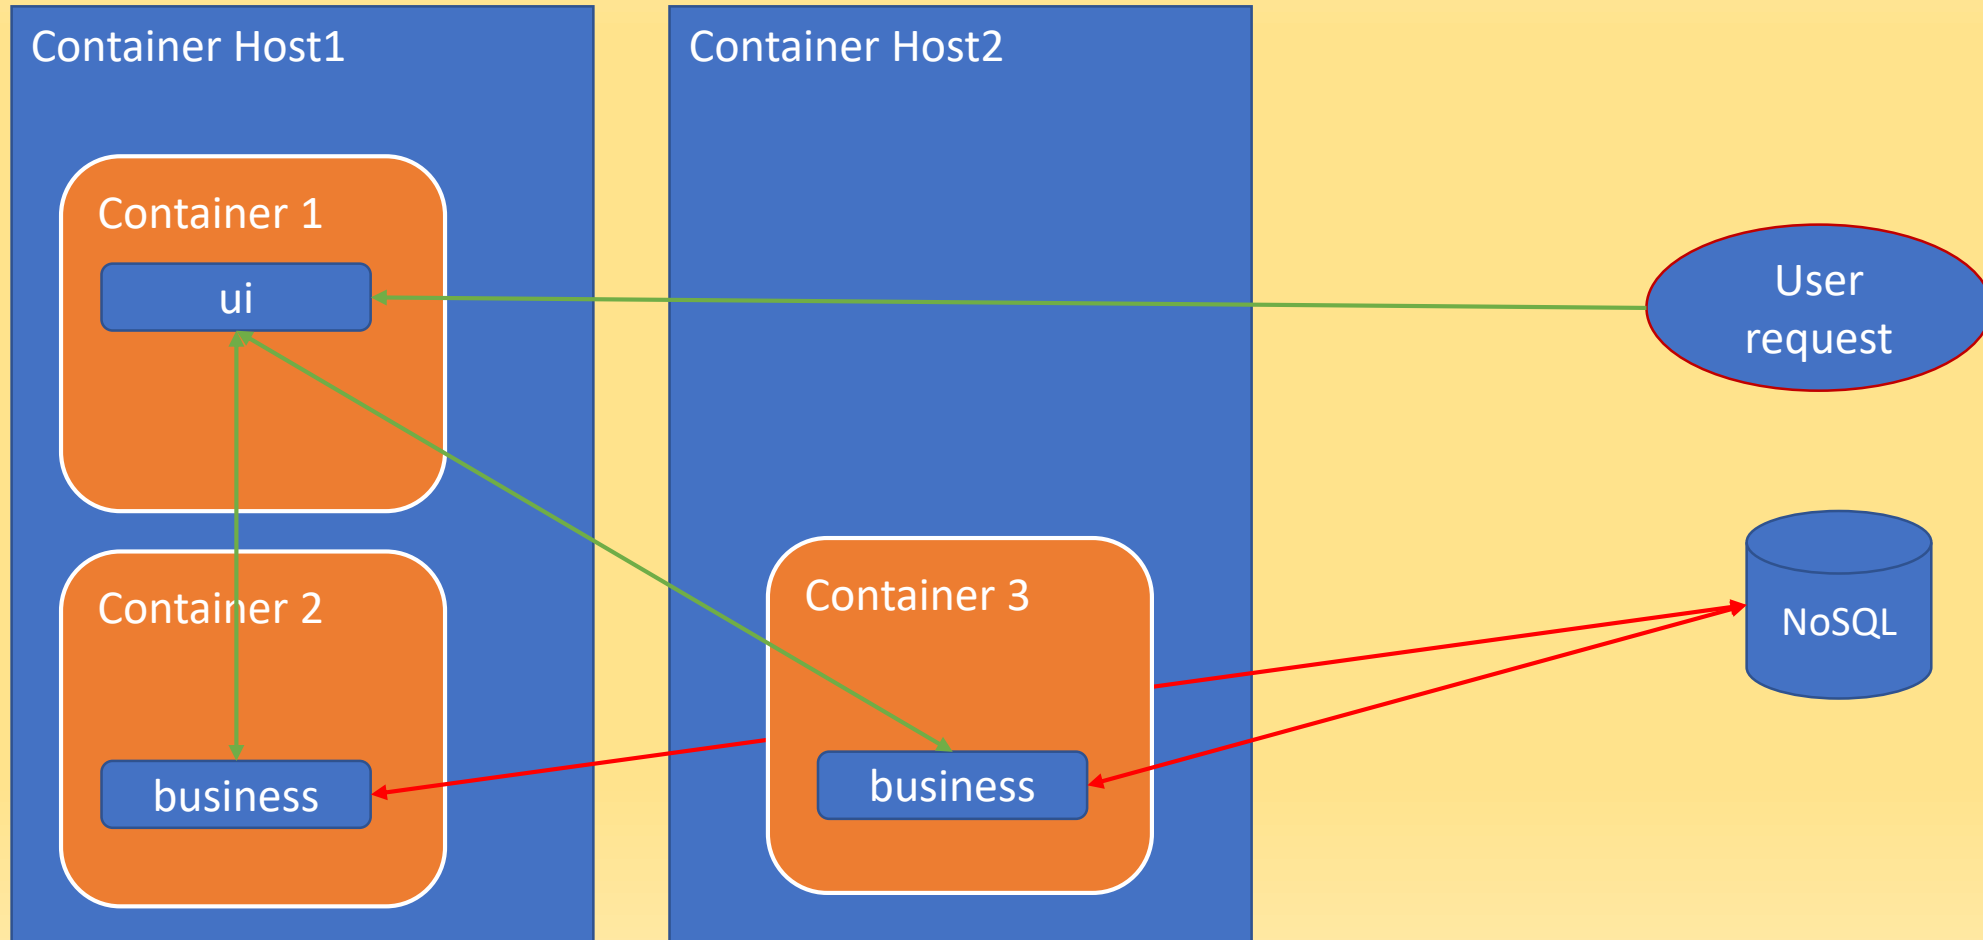 Container Host1
Container Host2
Container 1
ui
User
request
Container 2
Container 3
NoSQL
business
business